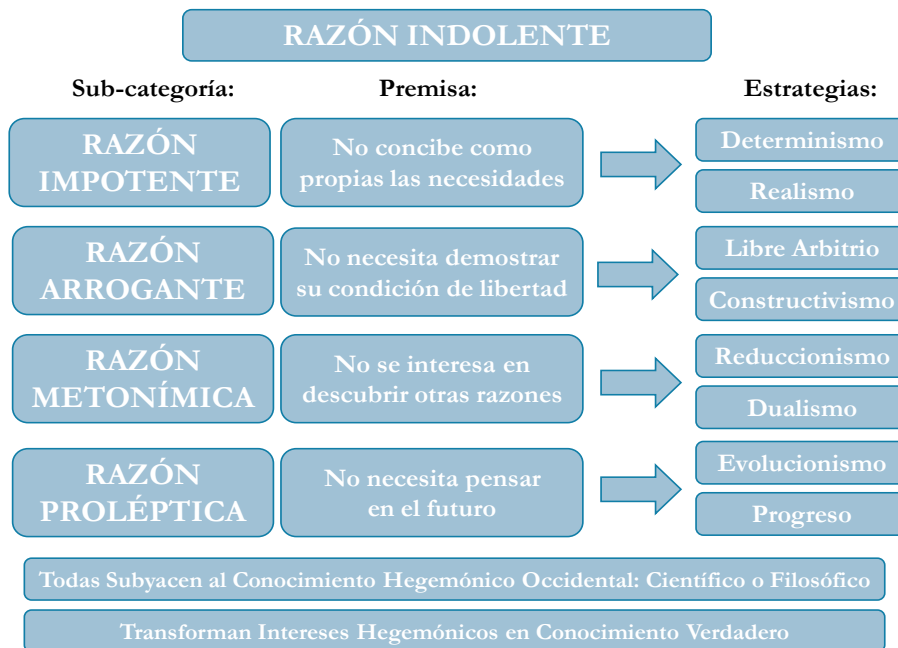 RAZÓN INDOLENTE
Sub-categoría:
Premisa:
Estrategias:
RAZÓN
IMPOTENTE
No concibe como
propias las necesidades
Determinismo
Realismo
RAZÓN
ARROGANTE
No necesita demostrar
su condición de libertad
Libre Arbitrio
Constructivismo
RAZÓN
METONÍMICA
No se interesa en
descubrir otras razones
Reduccionismo
Dualismo
RAZÓN
PROLÉPTICA
No necesita pensar
en el futuro
Evolucionismo
Progreso
Todas Subyacen al Conocimiento Hegemónico Occidental: Científico o Filosófico
Transforman Intereses Hegemónicos en Conocimiento Verdadero